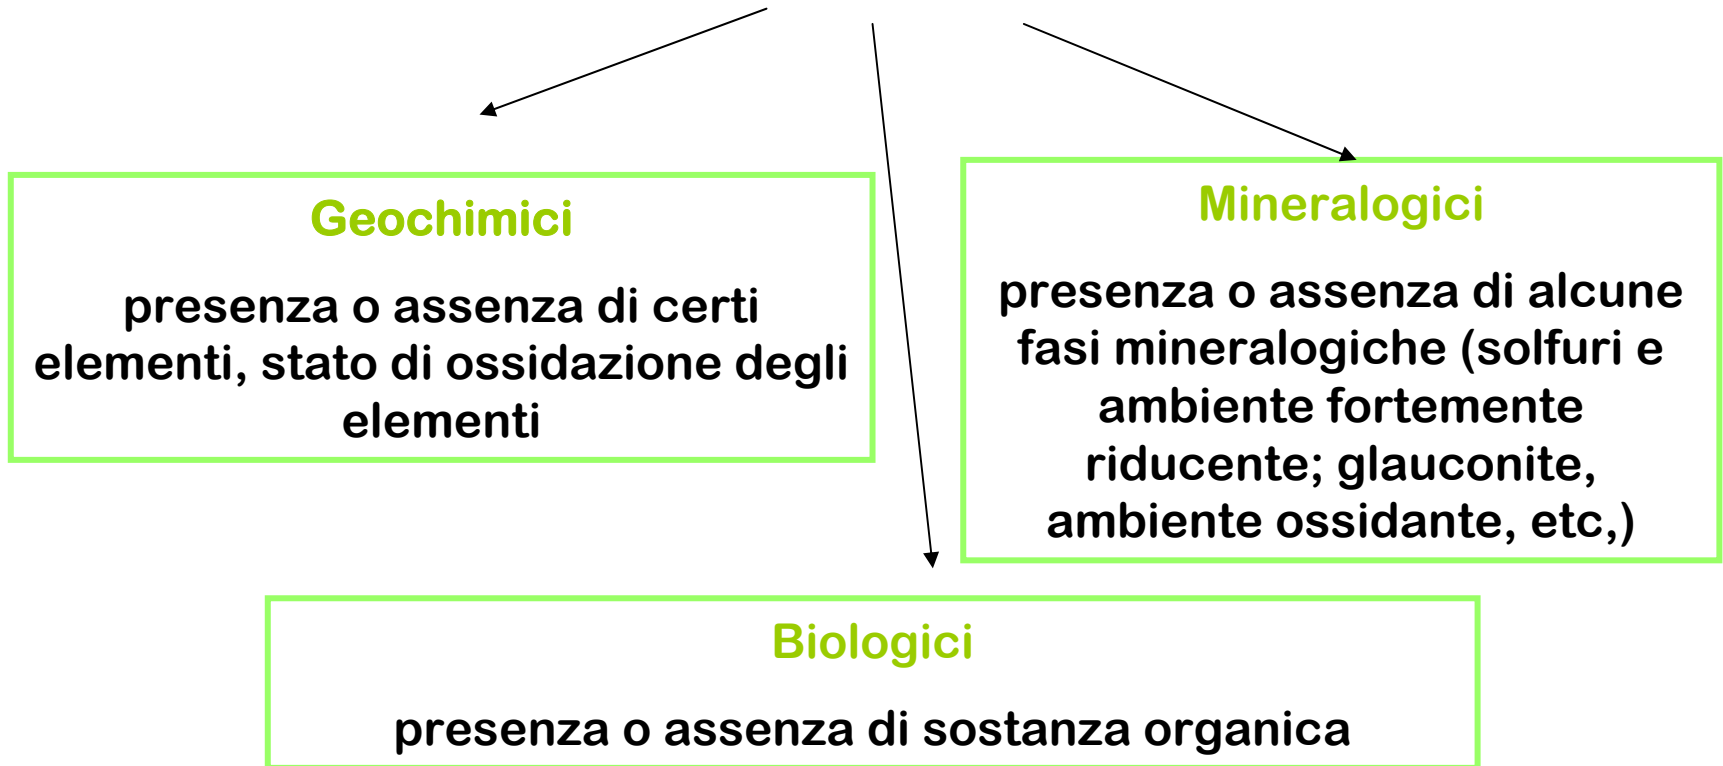 Geochimici
presenza o assenza di certi
elementi, stato di ossidazione degli
elementi
Mineralogici
presenza o assenza di alcune
fasi mineralogiche (solfuri e
ambiente fortemente
riducente; glauconite,
ambiente ossidante, etc,)
Biologici
presenza o assenza di sostanza organica